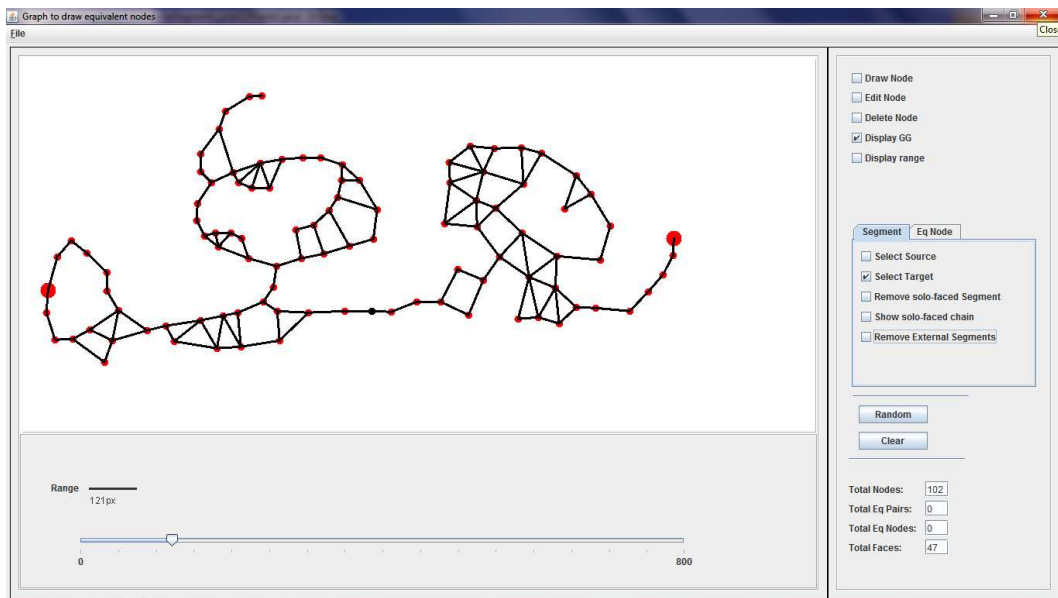 Graph to draw equivalent nodes
Close
File
Draw Node
Edit Node
Delete Node
Display GG
Display range
Segment Eq Node
Select Source
Select Target
Remove solo-faced Segment
Show solo-faced chain
Remove External Segments
Random
Clear
Range
121px
0 800
Total Nodes: 102
Total Eq Pairs: 0
Total Eq Nodes: 0
Total Faces: 47